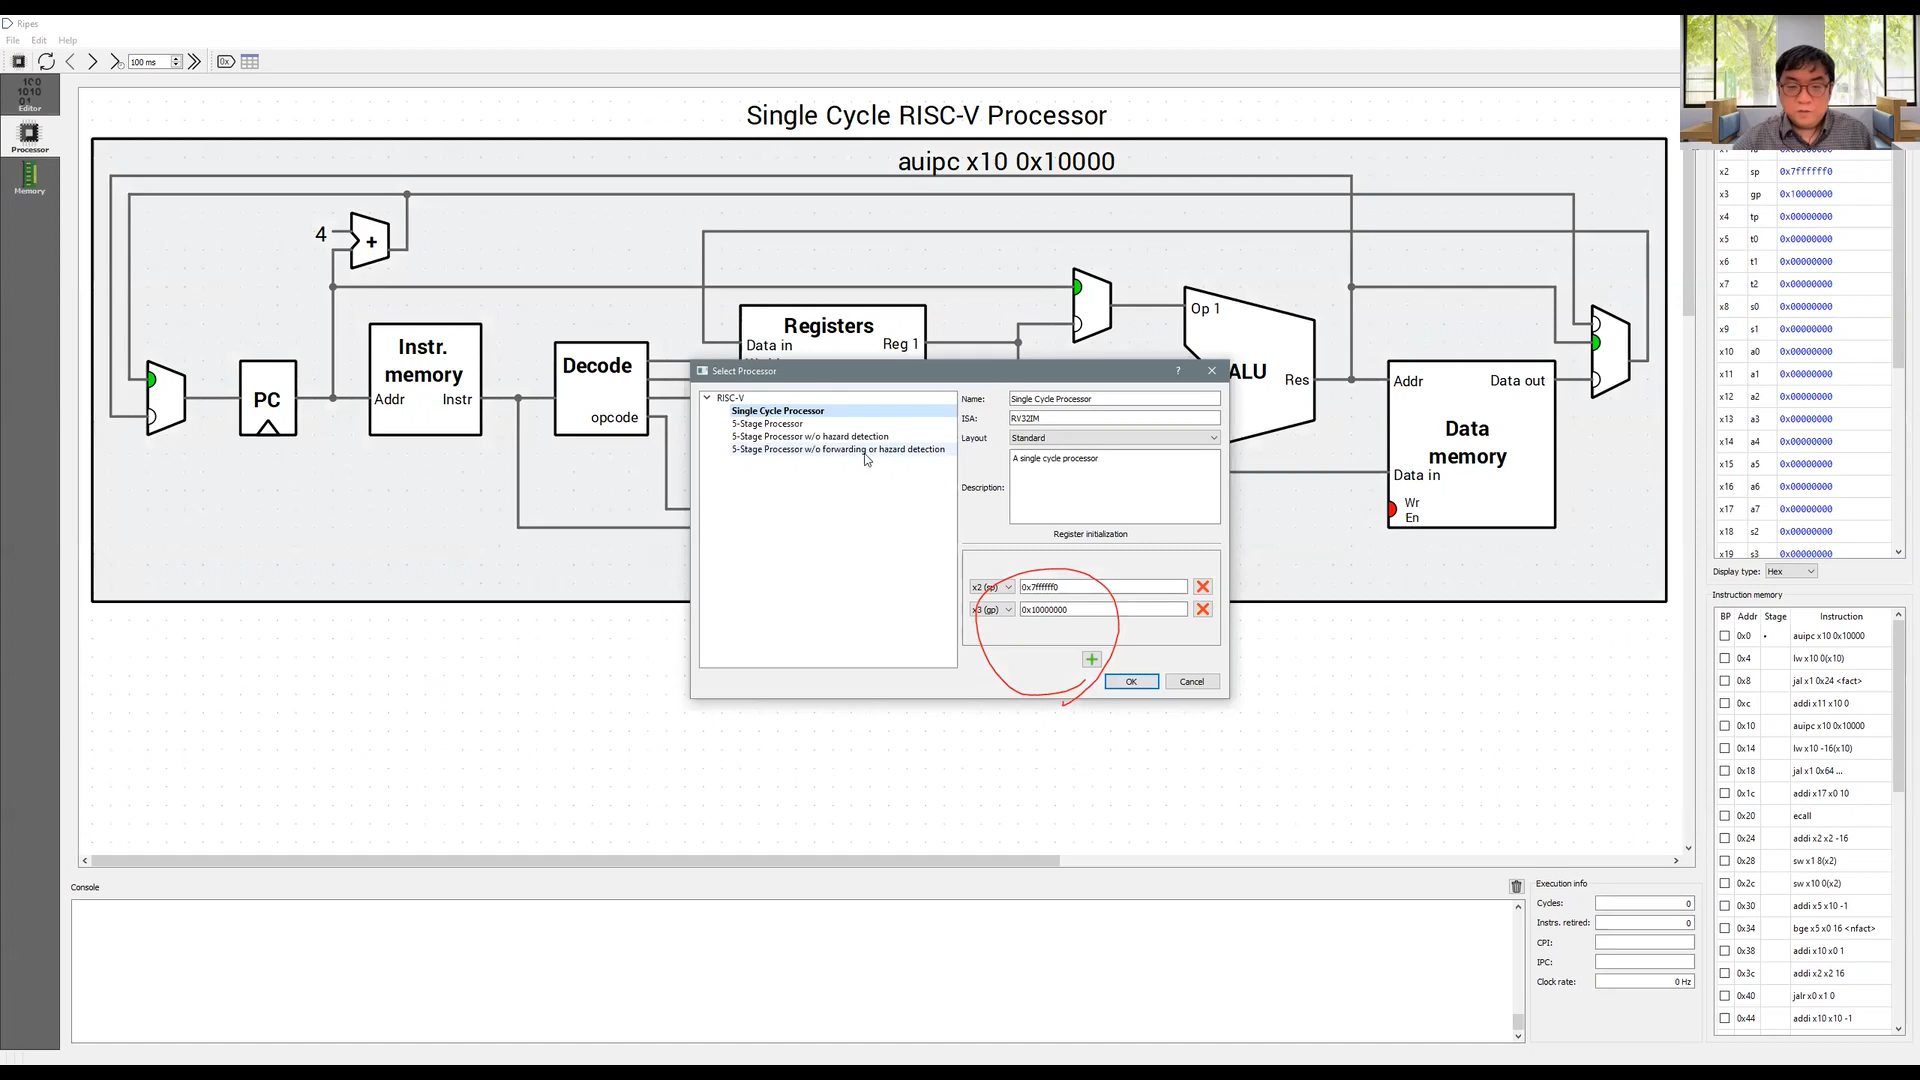 Ripes
File Edit Help
100 ms
0x
Editor
Processor
Memory
Single Cycle RISC-V Processor
auipc x10 0x10000
4
+
PC
Instr.
memory
Addr Instr
Decode
opcode
Registers
Data in
Reg 1
Op 1
ALU
Res
Addr Data out
Data
memory
Data in
Wr
En
Select Processor
?
RISC-V
Single Cycle Processor
5-Stage Processor
5-Stage Processor w/o hazard detection
5-Stage Processor w/o forwarding or hazard detection
Name: Single Cycle Processor
ISA: RV32IM
Layout Standard
Description: A single cycle processor
Register initialization
x2 (sp) 0x7ffffff0
x3 (gp) 0x10000000
OK Cancel
x2 sp 0x7ffffff0
x3 gp 0x10000000
x4 tp 0x00000000
x5 t0 0x00000000
x6 t1 0x00000000
x7 t2 0x00000000
x8 s0 0x00000000
x9 s1 0x00000000
x10 a0 0x00000000
x11 a1 0x00000000
x12 a2 0x00000000
x13 a3 0x00000000
x14 a4 0x00000000
x15 a5 0x00000000
x16 a6 0x00000000
x17 a7 0x00000000
x18 s2 0x00000000
x19 s3 0x00000000
Display type: Hex
Instruction memory
BP Addr Stage Instruction
0x0 • auipc x10 0x10000
0x4 lw x10 0(x10)
0x8 jal x1 0x24 <fact>
0xc addi x11 x10 0
0x10 auipc x10 0x10000
0x14 lw x10 -16(x10)
0x18 jal x1 0x64 ...
0x1c addi x17 x0 10
0x20 ecall
0x24 addi x2 x2 -16
0x28 sw x1 8(x2)
0x2c sw x10 0(x2)
0x30 addi x5 x10 -1
0x34 bge x5 x0 16 <nfact>
0x38 addi x10 x0 1
0x3c addi x2 x2 16
0x40 jalr x0 x1 0
0x44 addi x10 x10 -1
Console
Execution info
Cycles: 0
Instrs. retired: 0
CPI:
IPC:
Clock rate: 0 Hz